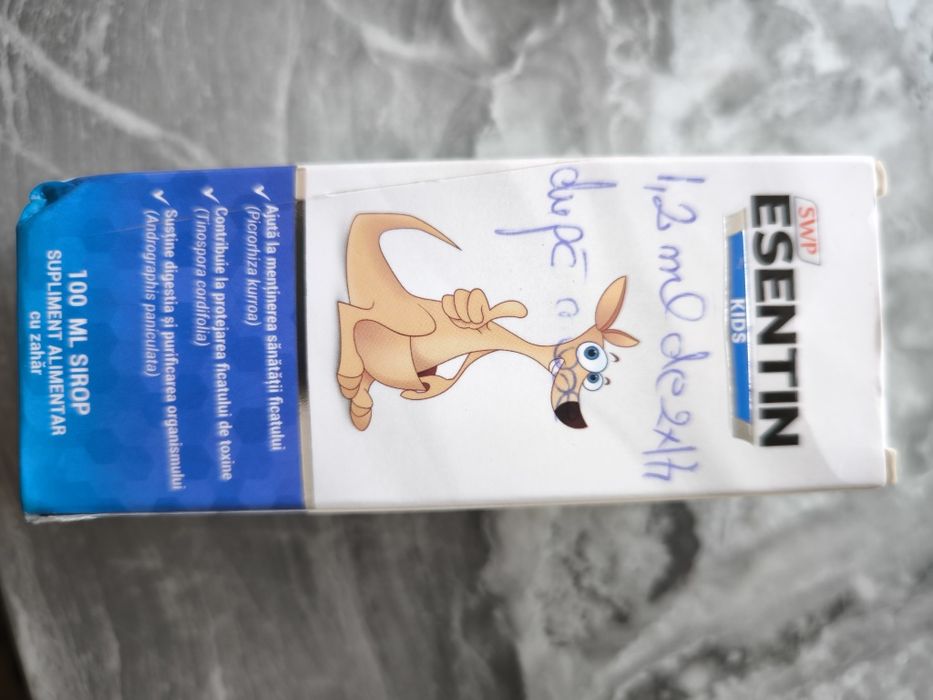 SWP
ESENTIN
KIDS
1,2 ml de 2x/4
după
Ajută la menținerea sănătății ficatului
(Picrorhiza kurroa)
Contribuie la protejarea ficatului de toxine
(Tinospora cordifolia)
Susține digestia și purificarea organismului
(Andrographis paniculata)
100 ML SIROP
SUPLIMENT ALIMENTAR
cu zahăr